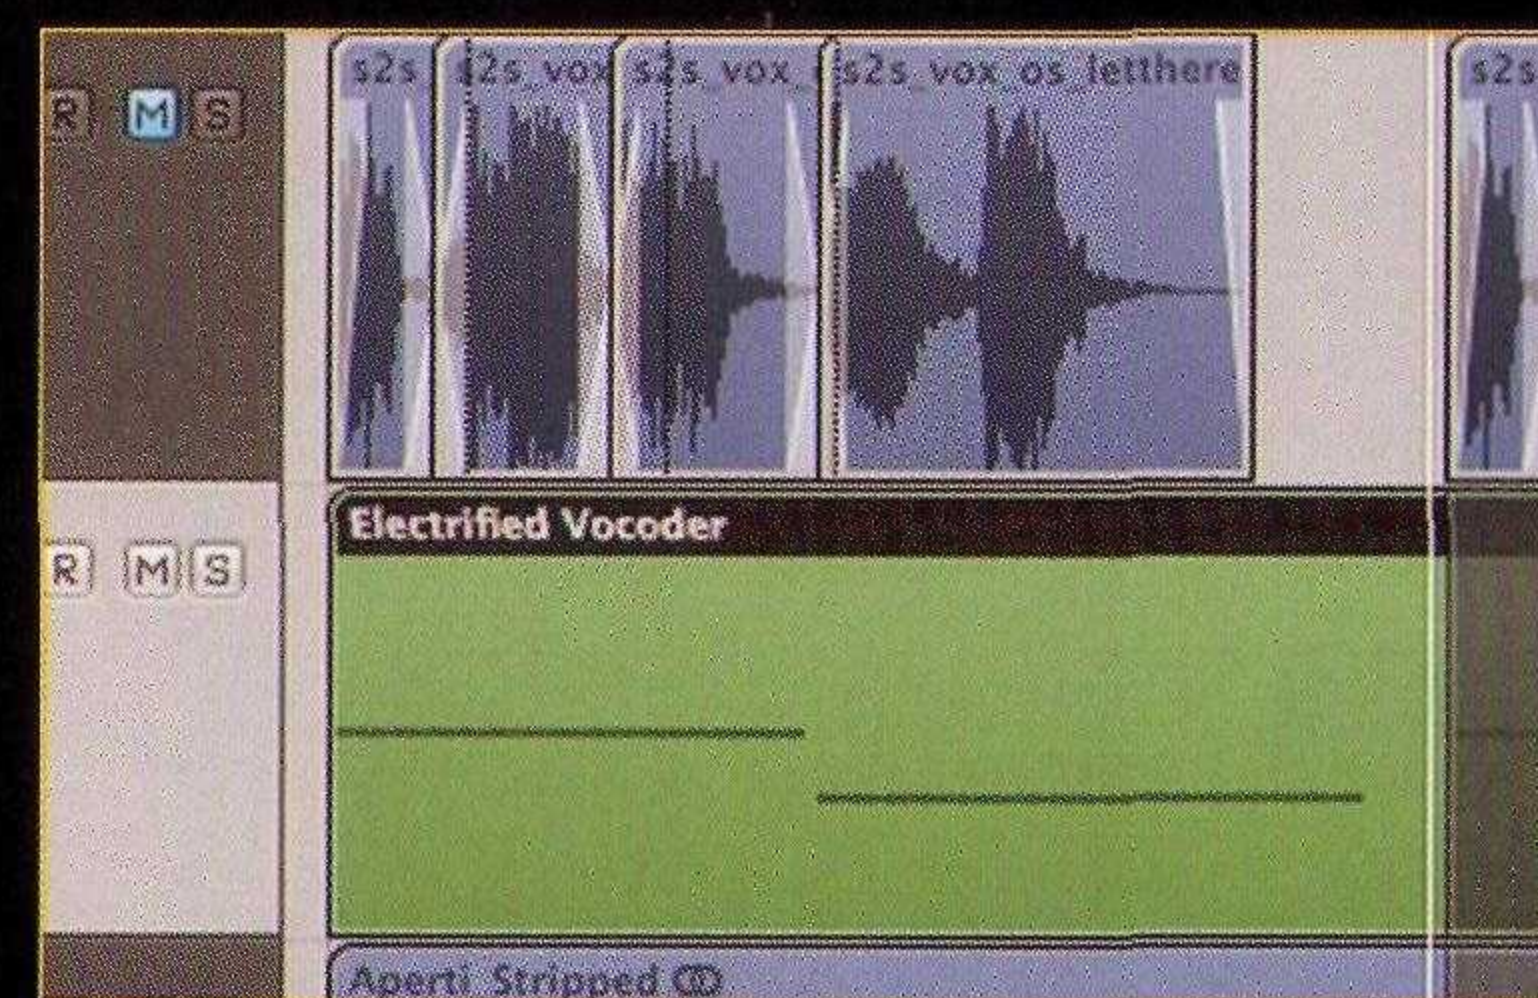 s2s s2s_vox s2s_vox_ s2s_vox_os_letthere s2s
R M S
Electrified Vocoder
R M S
Aperti_Stripped